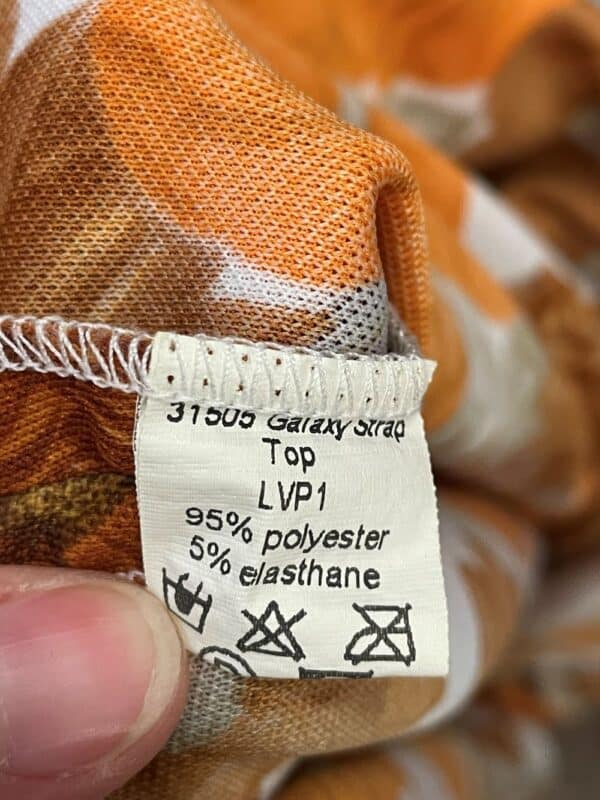 31505 Galaxy Strap
Top
LVP1
95% polyester
5% elasthane